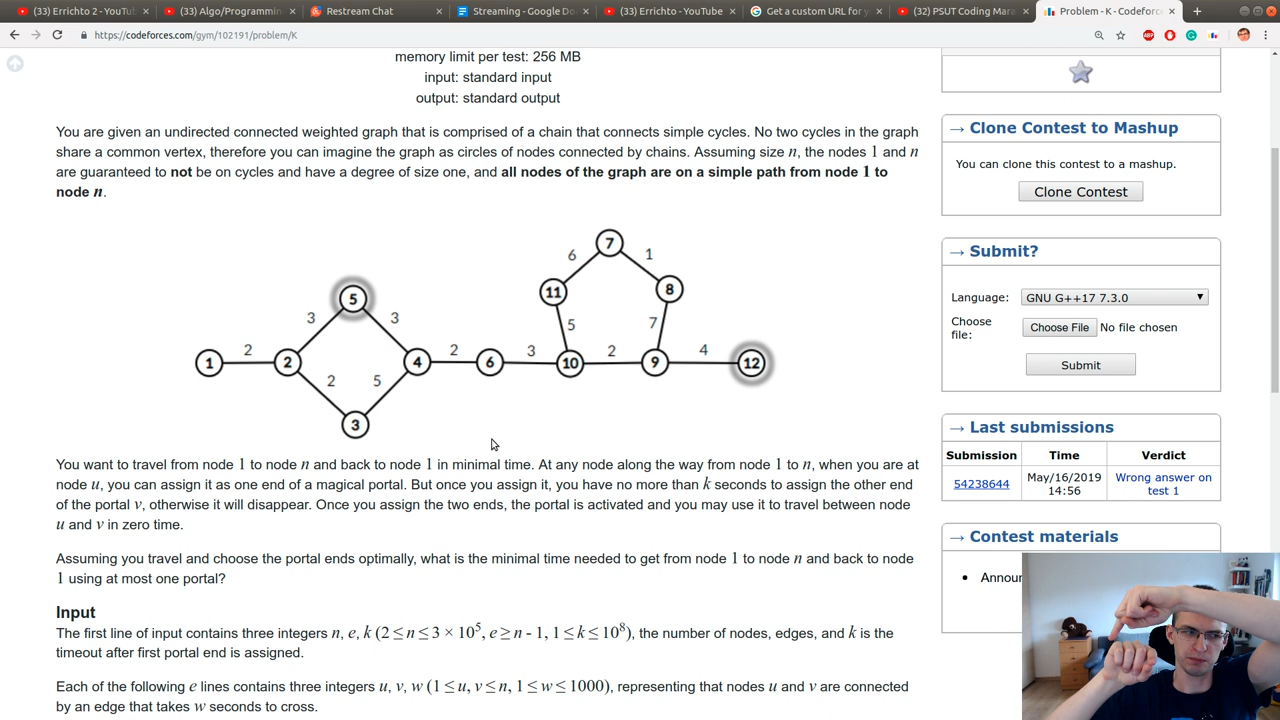 (33) Errichto 2 - YouTub
(33) Algo/Programmin
Restream Chat
Streaming - Google Do
(33) Errichto - YouTube
Get a custom URL for y
(32) PSUT Coding Mara
Problem - K - Codeforc
https://codeforces.com/gym/102191/problem/K
memory limit per test: 256 MB
input: standard input
output: standard output
You are given an undirected connected weighted graph that is comprised of a chain that connects simple cycles. No two cycles in the graph
share a common vertex, therefore you can imagine the graph as circles of nodes connected by chains. Assuming size n, the nodes 1 and n
are guaranteed to not be on cycles and have a degree of size one, and all nodes of the graph are on a simple path from node 1 to
node n.
7
6
1
5
11
8
3
3
5
7
1
2
2
4
2
6
3
10
2
9
4
12
2
5
3
You want to travel from node 1 to node n and back to node 1 in minimal time. At any node along the way from node 1 to n, when you are at
node u, you can assign it as one end of a magical portal. But once you assign it, you have no more than k seconds to assign the other end
of the portal v, otherwise it will disappear. Once you assign the two ends, the portal is activated and you may use it to travel between node
u and v in zero time.
Assuming you travel and choose the portal ends optimally, what is the minimal time needed to get from node 1 to node n and back to node
1 using at most one portal?
Input
The first line of input contains three integers n, e, k (2 ≤ n ≤ 3 × 10⁵, e ≥ n - 1, 1 ≤ k ≤ 10⁸), the number of nodes, edges, and k is the
timeout after first portal end is assigned.
Each of the following e lines contains three integers u, v, w (1 ≤ u, v ≤ n, 1 ≤ w ≤ 1000), representing that nodes u and v are connected
by an edge that takes w seconds to cross.
→ Clone Contest to Mashup
You can clone this contest to a mashup.
Clone Contest
→ Submit?
Language:
GNU G++17 7.3.0
Choose
file:
Choose File No file chosen
Submit
→ Last submissions
Submission Time Verdict
54238644
May/16/2019
14:56
Wrong answer on
test 1
→ Contest materials
Announ